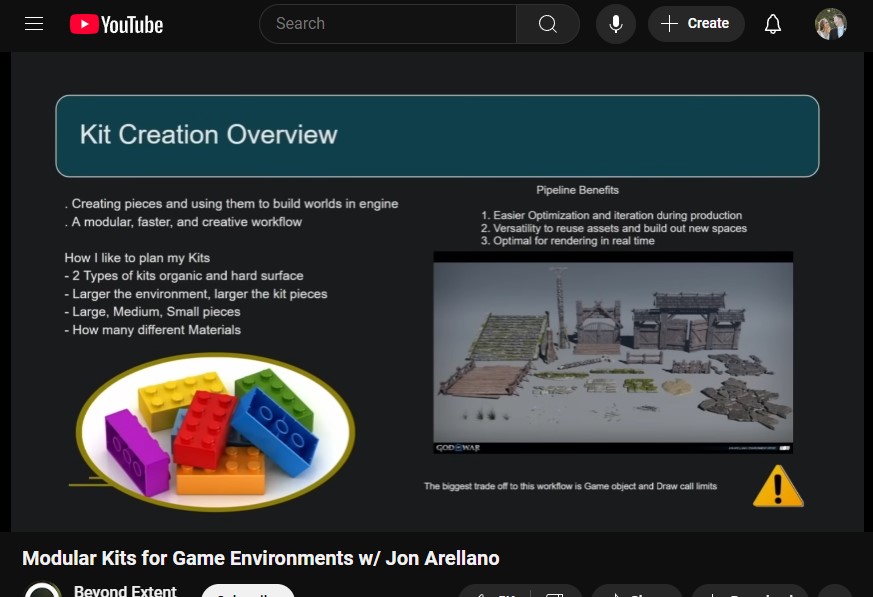 YouTube
Search
Create
Kit Creation Overview
. Creating pieces and using them to build worlds in engine
. A modular, faster, and creative workflow
How I like to plan my Kits
- 2 Types of kits organic and hard surface
- Larger the environment, larger the kit pieces
- Large, Medium, Small pieces
- How many different Materials
Pipeline Benefits
1. Easier Optimization and iteration during production
2. Versatility to reuse assets and build out new spaces
3. Optimal for rendering in real time
GOD OF WAR
The biggest trade off to this workflow is Game object and Draw call limits
Modular Kits for Game Environments w/ Jon Arellano
Beyond Extent